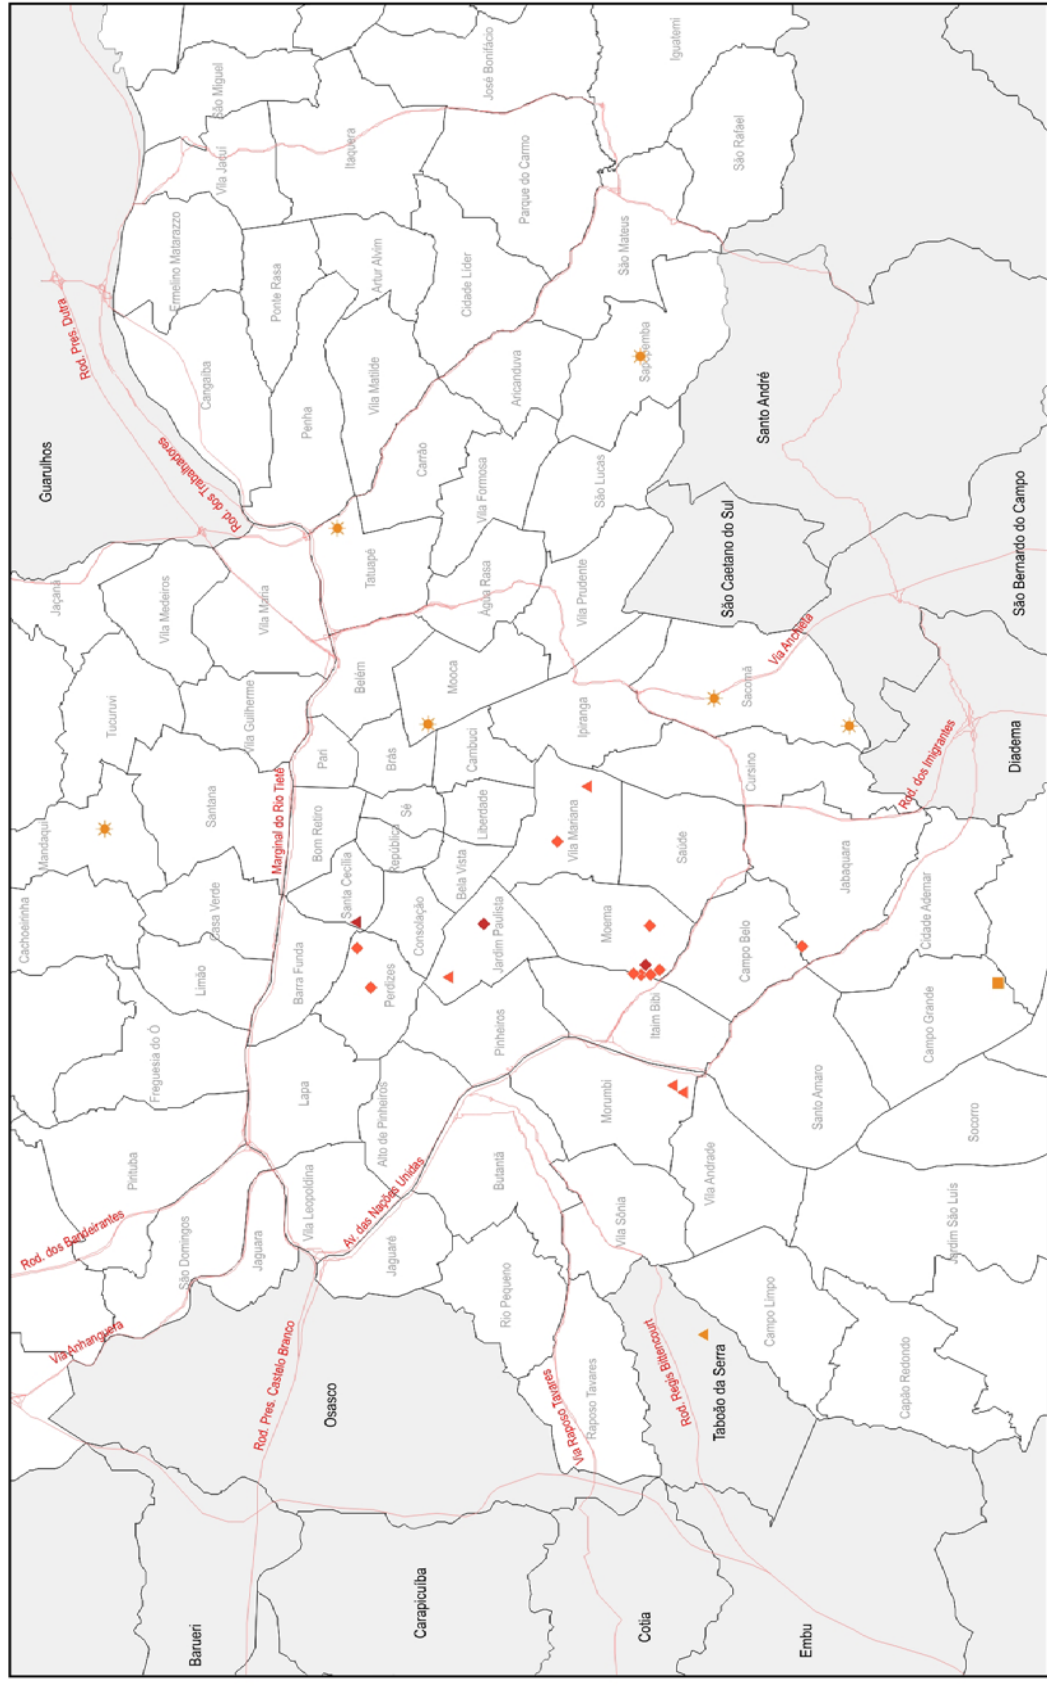 Guarulhos
Jaçanã
Tucuruvi
Mandaqui
Cachoeirinha
Rod. Pres. Dutra
Rod. dos Trabalhadores
São Miguel
Vila Jacuí
Ermelino Matarazzo
Cangaíba
Vila Medeiros
Vila Maria
Vila Guilherme
Santana
Casa Verde
Limão
Freguesia do Ó
Pirituba
Rod. dos Bandeirantes
São Domingos
Via Anhanguera
Jaguara
Marginal do Rio Tietê
Itaquera
Ponte Rasa
Artur Alvim
Penha
Vila Matilde
Tatuapé
Belém
Pari
Brás
Bom Retiro
Sé
República
Santa Cecília
Consolação
Barra Funda
Perdizes
Lapa
Alto de Pinheiros
Vila Leopoldina
Av. das Nações Unidas
Jaguaré
Rod. Pres. Castelo Branco
Osasco
Barueri
Carapicuíba
José Bonifácio
Parque do Carmo
Cidade Líder
Aricanduva
Carrão
Vila Formosa
Água Rasa
Mooca
Cambuci
Liberdade
Bela Vista
Jardim Paulista
Pinheiros
Butantã
Rio Pequeno
Via Raposo Tavares
Raposo Tavares
Iguatemi
São Rafael
São Mateus
Sapopemba
São Lucas
Vila Prudente
Ipiranga
Vila Mariana
Saúde
Moema
Itaim Bibi
Morumbi
Vila Sônia
Rod. Regis Bittencourt
Taboão da Serra
Cotia
Embu
Santo André
São Caetano do Sul
Via Anchieta
Sacomã
Cursino
Jabaquara
Campo Belo
Santo Amaro
Vila Andrade
Campo Limpo
Capão Redondo
São Bernardo do Campo
Rod. dos Imigrantes
Diadema
Cidade Ademar
Campo Grande
Socorro
Jardim São Luís